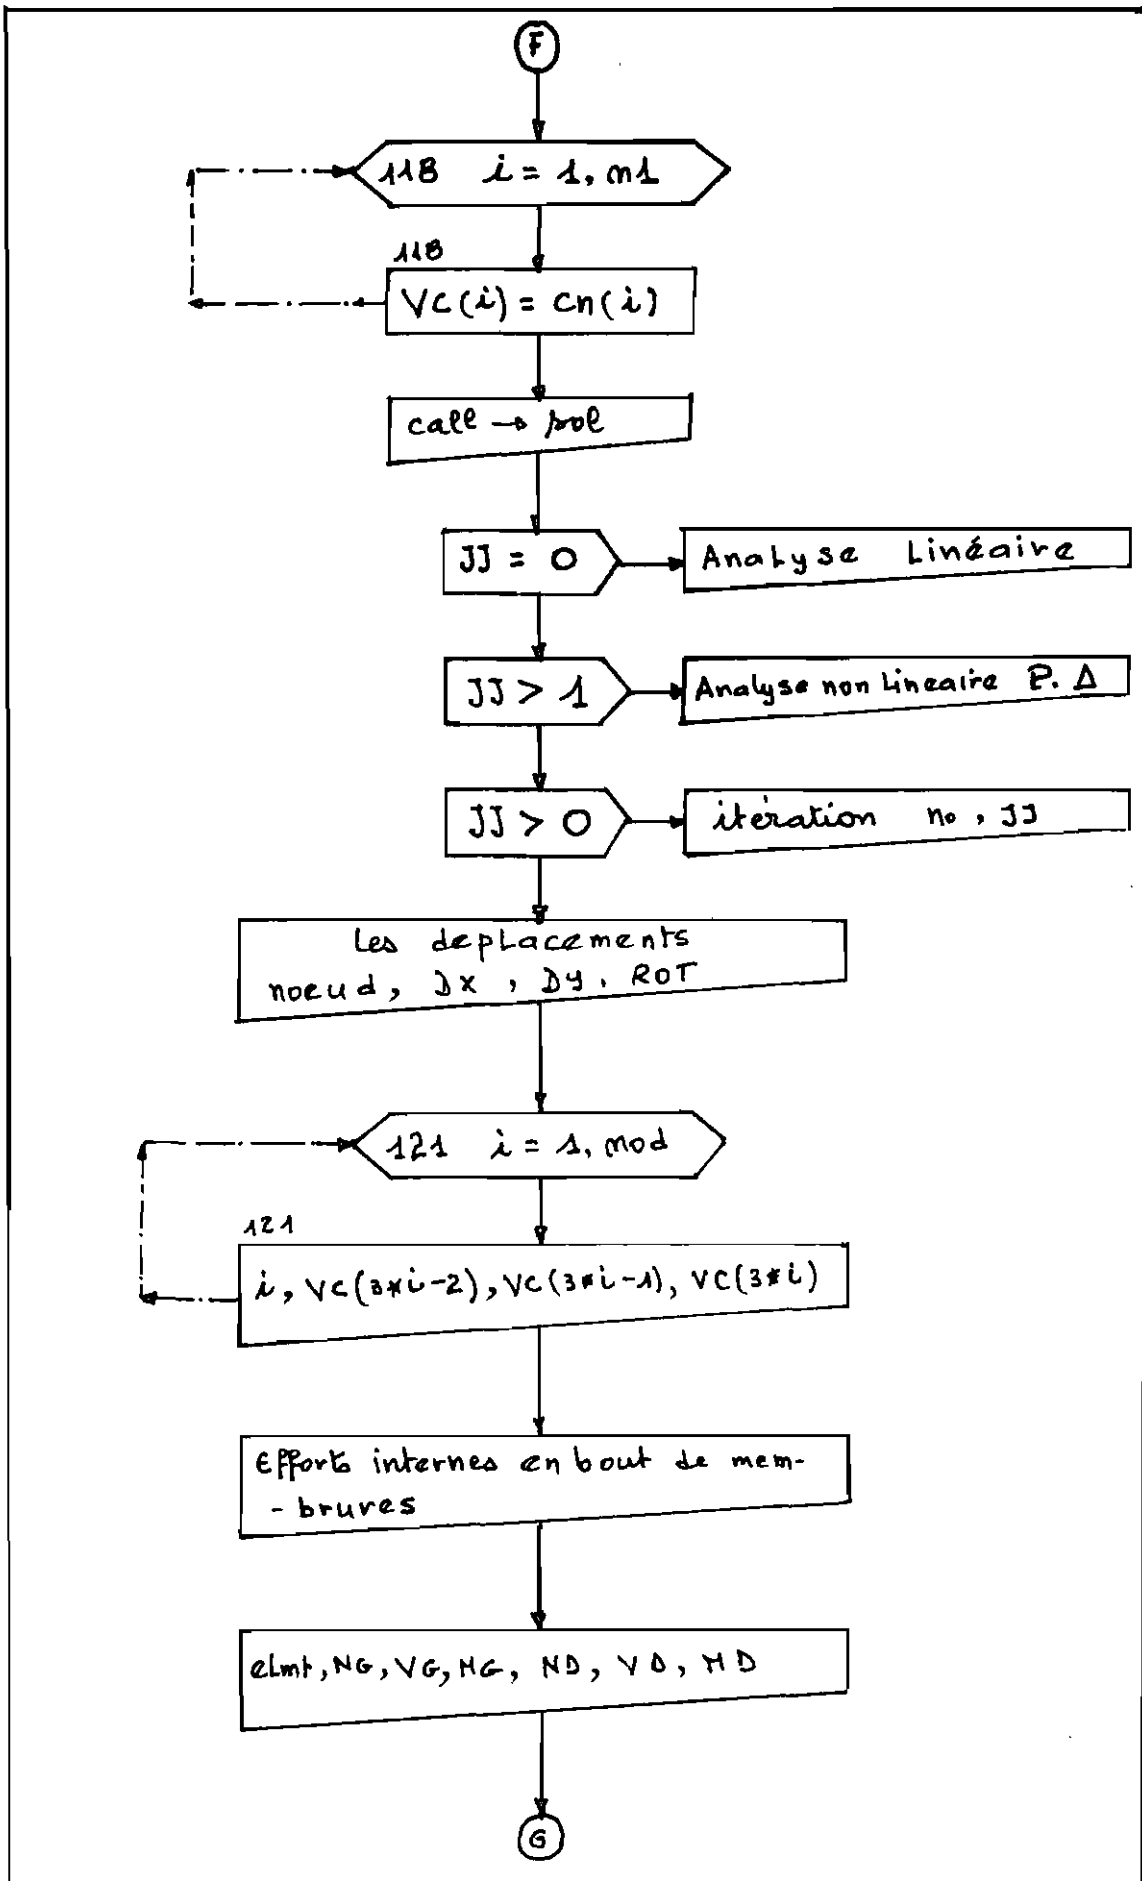 F
118 i = 1, n1
118
VC(i) = cn(i)
call → sol
JJ = 0
Analyse Linéaire
JJ > 1
Analyse non Lineaire P. Δ
JJ > 0
itération no, JJ
Les deplacements
noeud, DX, DY, ROT
121 i = 1, nod
121
i, VC(3*i-2), VC(3*i-1), VC(3*i)
Efforts internes en bout de mem-
- brures
elmt, NG, VG, MG, ND, VD, MD
G